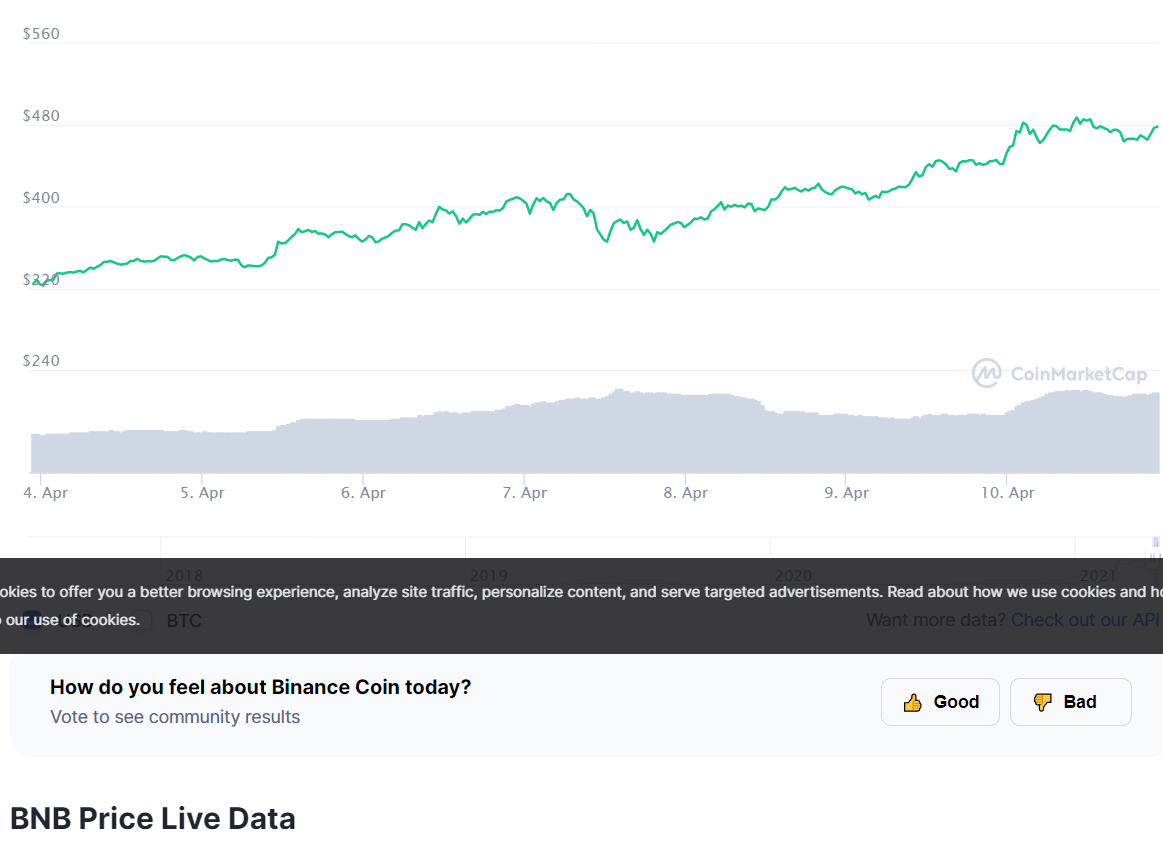 $560
$480
$400
$320
$240
CoinMarketCap
4. Apr 5. Apr 6. Apr 7. Apr 8. Apr 9. Apr 10. Apr
2018 2019 2020 2021
okies to offer you a better browsing experience, analyze site traffic, personalize content, and serve targeted advertisements. Read about how we use cookies and ho
our use of cookies.
USD BTC Want more data? Check out our API
How do you feel about Binance Coin today?
Vote to see community results
Good Bad
BNB Price Live Data